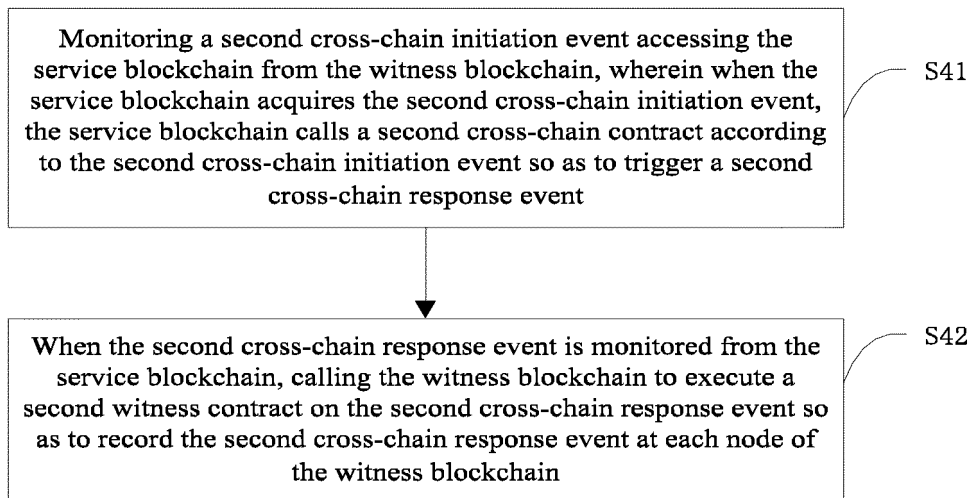 Monitoring a second cross-chain initiation event accessing the
service blockchain from the witness blockchain, wherein when the
service blockchain acquires the second cross-chain initiation event,
the service blockchain calls a second cross-chain contract according
to the second cross-chain initiation event so as to trigger a second
cross-chain response event
S41
When the second cross-chain response event is monitored from the
service blockchain, calling the witness blockchain to execute a
second witness contract on the second cross-chain response event so
as to record the second cross-chain response event at each node of
the witness blockchain
S42